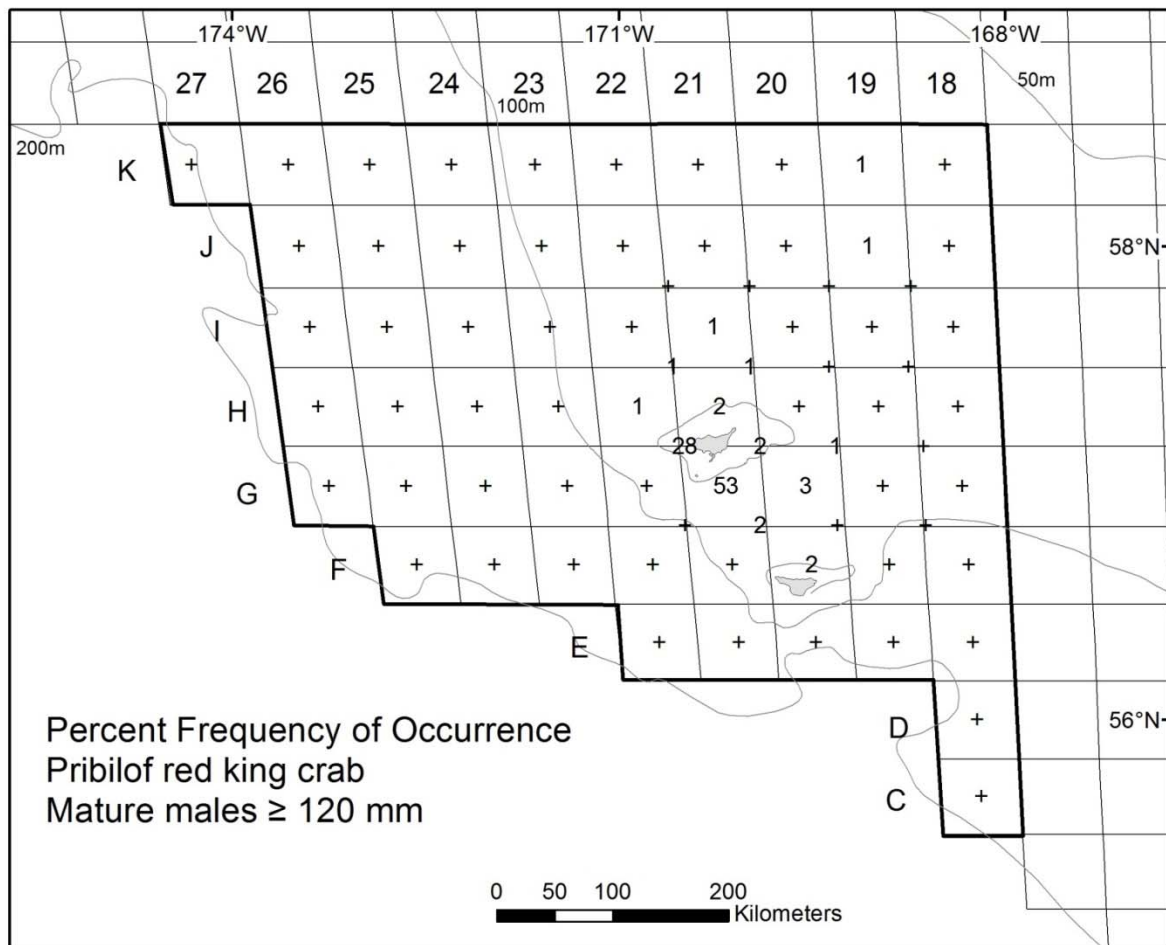 174°W 171°W 168°W
27 26 25 24 23 22 21 20 19 18
50m
100m
200m
K + + + + + + + + 1 +
J + + + + + + + 1 + 58°N
+ + + +
I + + + + + 1 + + +
1 1 + +
H + + + + 1 2 + + +
28 2 1 +
G + + + + + 53 3 + +
+ 2 + +
F + + + + + 2 + +
E + + + + +
D + 56°N
C +
Percent Frequency of Occurrence
Pribilof red king crab
Mature males ≥ 120 mm
0 50 100 200
Kilometers